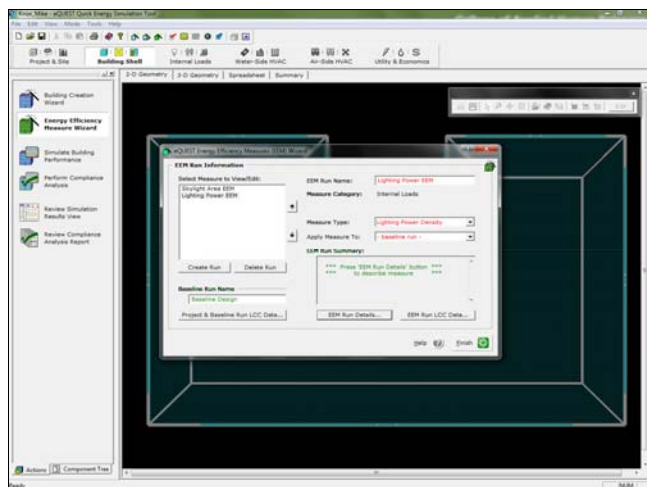 Knox_Mike - eQUEST Quick Energy Simulation Tool
File Edit View Mode Tools Help
Project & Site Building Shell Internal Loads Water-Side HVAC Air-Side HVAC Utility & Economics
2-D Geometry 3-D Geometry Spreadsheet Summary
Building Creation
Wizard
Energy Efficiency
Measure Wizard
Simulate Building
Performance
Perform Compliance
Analysis
Review Simulation
Results View
Review Compliance
Analysis Report
Actions Component Tree
Ready
NUM
eQUEST Energy Efficiency Measures (EEM) Wizard
EEM Run Information
Select Measure to View/Edit:
Skylight Area EEM
Lighting Power EEM
Create Run Delete Run
Baseline Run Name
Baseline Design
Project & Baseline Run LCC Data...
EEM Run Name: Lighting Power EEM
Measure Category: Internal Loads
Measure Type: Lighting Power Density
Apply Measure To: - baseline run -
EEM Run Summary:
*** Press 'EEM Run Details' button ***
*** to describe measure ***
EEM Run Details... EEM Run LCC Data...
Help Finish